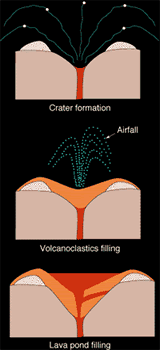 Crater formation
Airfall
Volcanoclastics filling
Lava pond filling